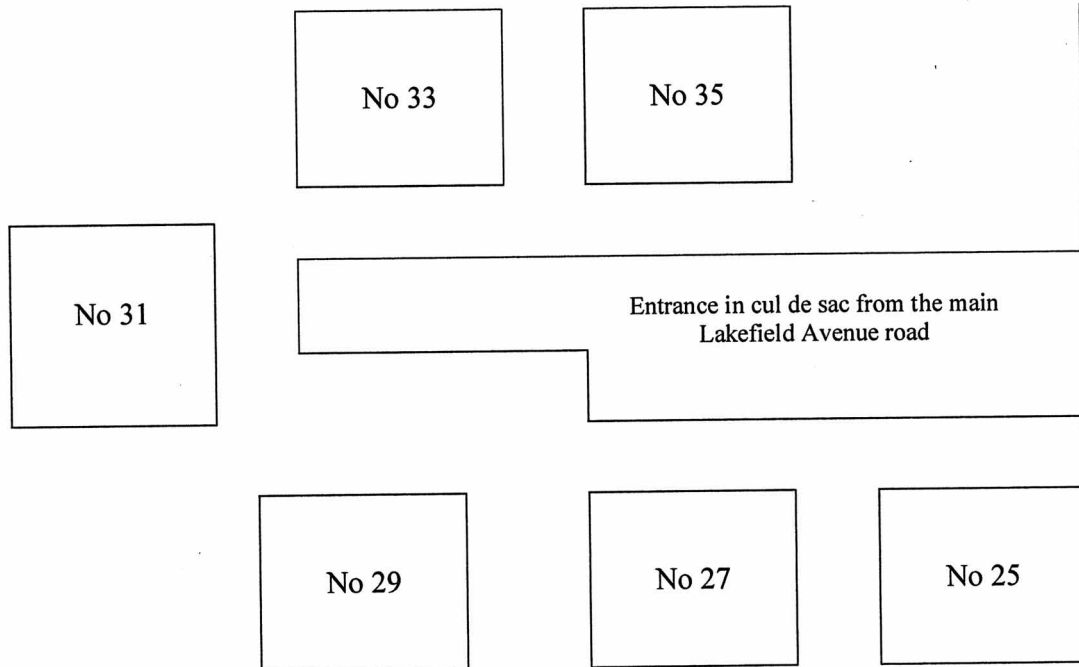 No 33
No 35
No 31
Entrance in cul de sac from the main
Lakefield Avenue road
No 29
No 27
No 25